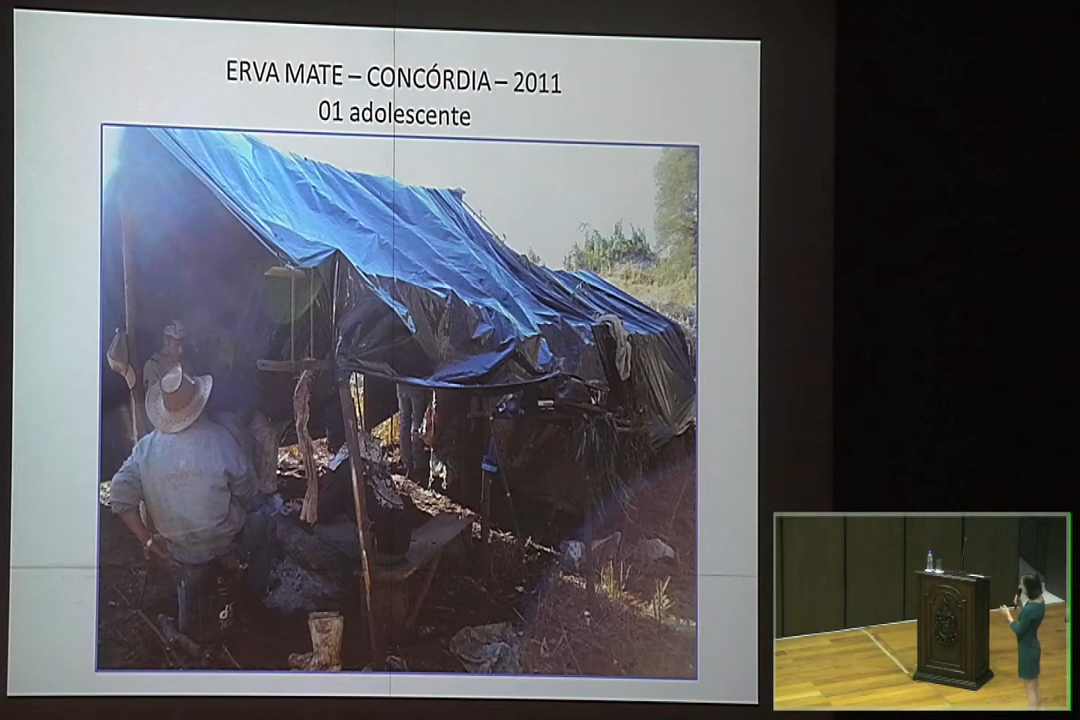 ERVA MATE – CONCÓRDIA – 2011
01 adolescente